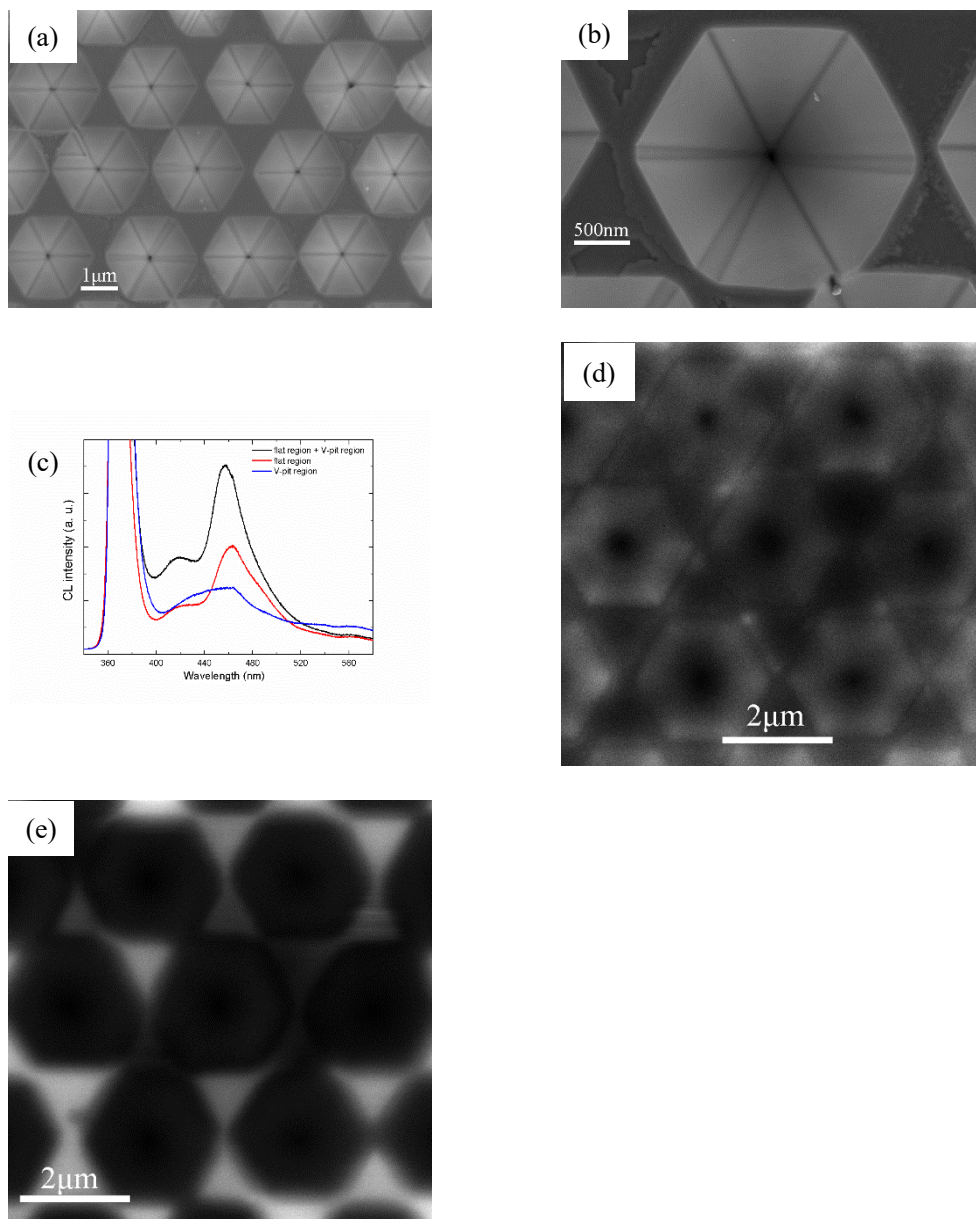 (a)
1μm
(b)
500nm
(c)
flat region + V-pit region
flat region
V-pit region
CL intensity (a. u.)
360 400 440 480 520 560
Wavelength (nm)
(d)
2μm
(e)
2μm